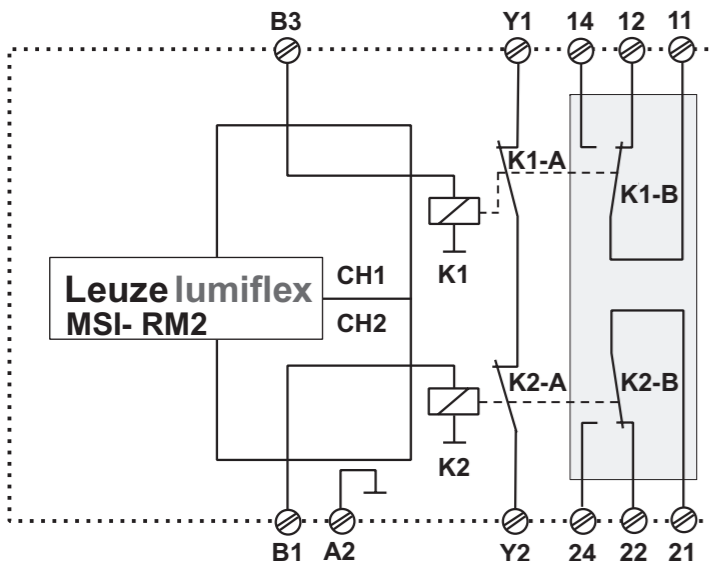 B3 Y1 14 12 11
K1-A
K1-B
K1
CH1
Leuze lumiflex
MSI- RM2
CH2
K2-A K2-B
K2
B1 A2 Y2 24 22 21